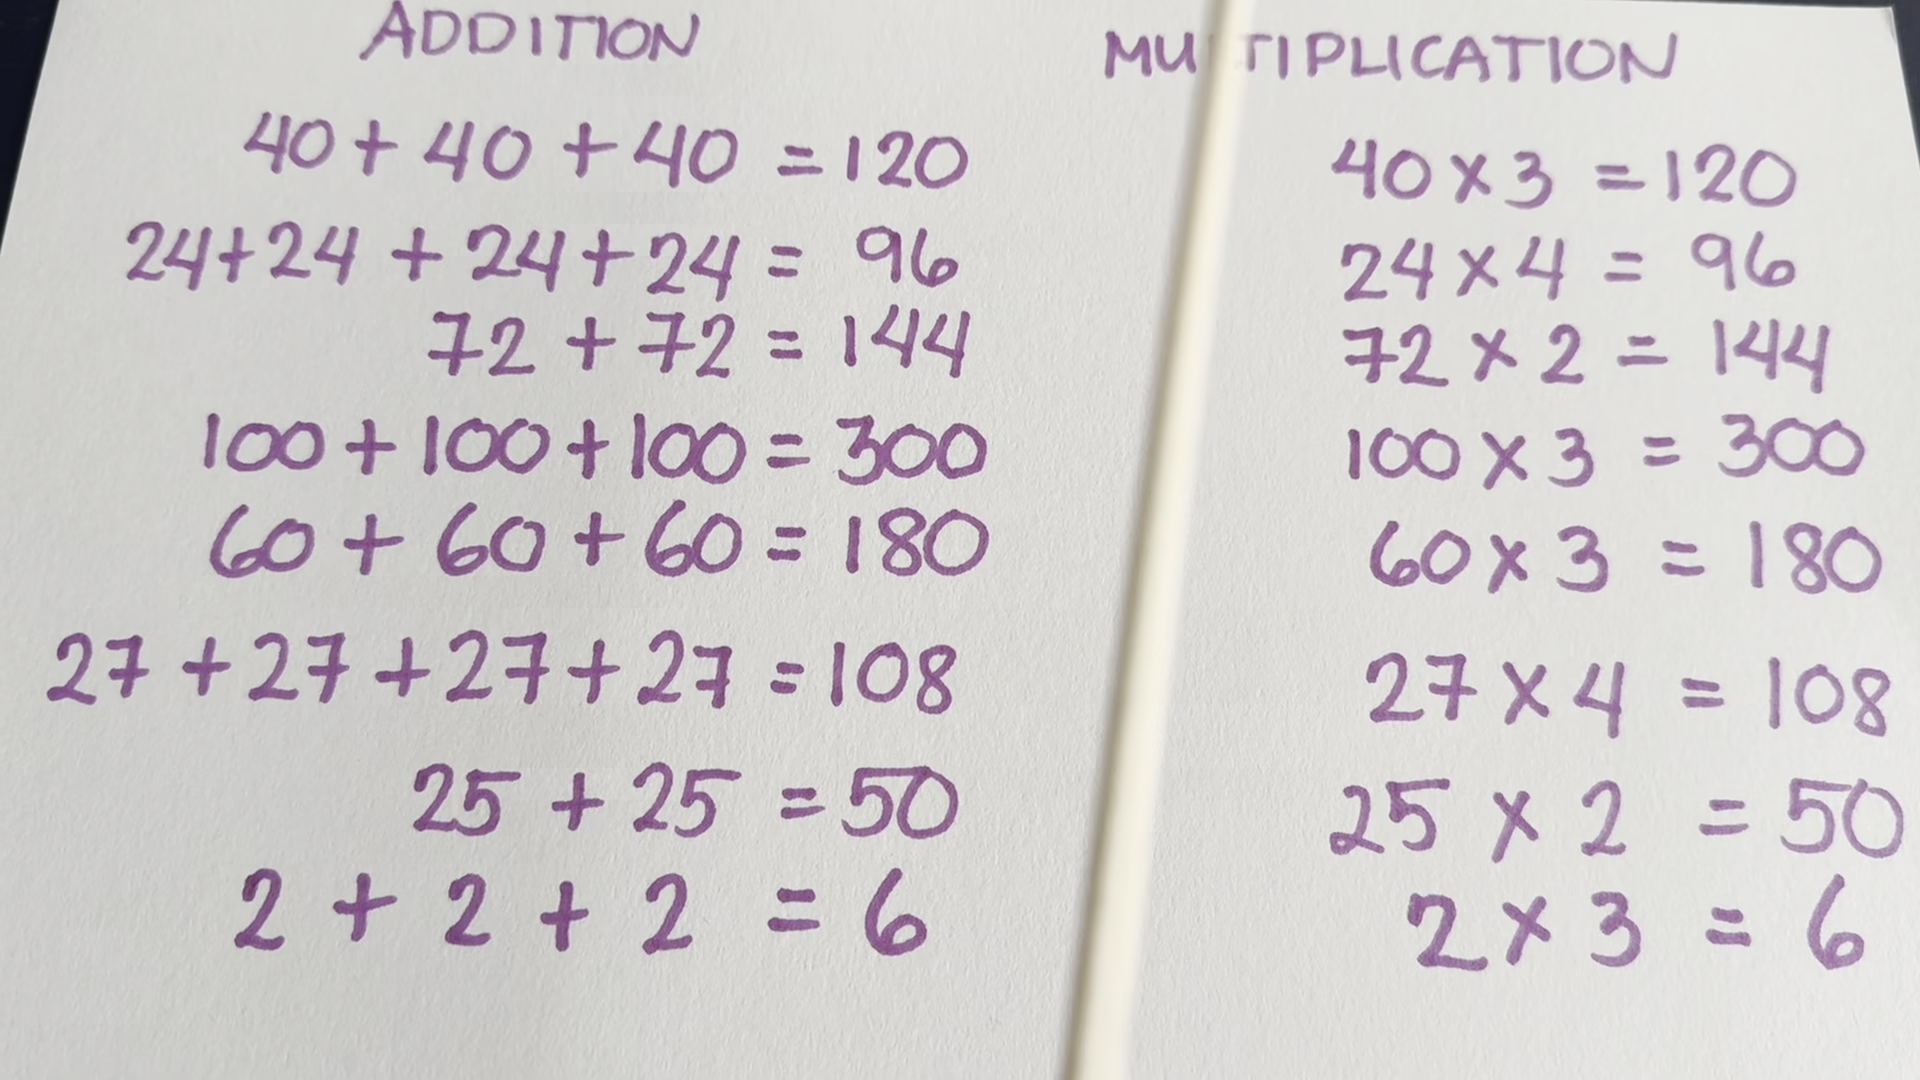 ADDITION
40 + 40 + 40 = 120
24+24 + 24+24 = 96
72 + 72 = 144
100 + 100 + 100 = 300
60 + 60 + 60 = 180
27 + 27 + 27 + 27 = 108
25 + 25 = 50
2 + 2 + 2 = 6
40 x 3 = 120
24 x 4 = 96
72 x 2 = 144
100 x 3 = 300
60 x 3 = 180
27 x 4 = 108
25 x 2 = 50
2 x 3 = 6